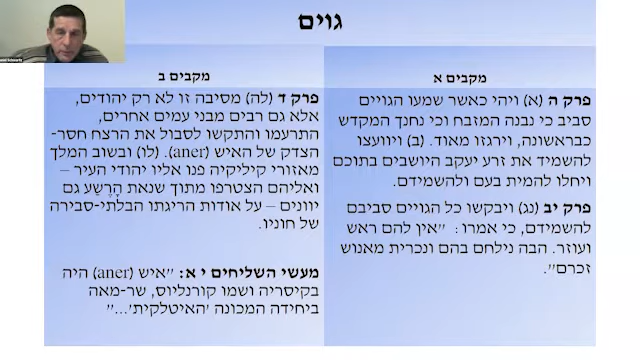 גוים
מקבים א
פרק ה (א) ויהי כאשר שמעו הגויים
סביב כי נבנה המזבח וכי נחנך המקדש
כבראשונה, וירגזו מאוד. (ב) ויוועצו
להשמיד את זרע יעקב היושבים בתוכם
ויחלו להמית בעם ולהשמידם.
פרק יב (נג) ויבקשו כל הגויים סביבם
להשמידם, כי אמרו: "אין להם ראש
ועוזר. הבה נילחם בהם ונכרית מאנוש
זכרם".
מקבים ב
פרק ד (לה) מסיבה זו לא רק יהודים,
אלא גם רבים מבני עמים אחרים,
התרעמו והתקשו לסבול את הרצח חסר-
הצדק של האיש (aner). (לו) ובשוב המלך
מאזורי קיליקיה פנו אליו יהודי העיר –
ואליהם הצטרפו מתוך שנאת הָרֶשַע גם
יוונים – על אודות הריגתו הבלתי-סבירה
של חוניו.
מעשי השליחים י א: "איש (aner) היה
בקיסריה ושמו קורנליוס, שר-מאה
ביחידה המכונה 'האיטלקית'..."